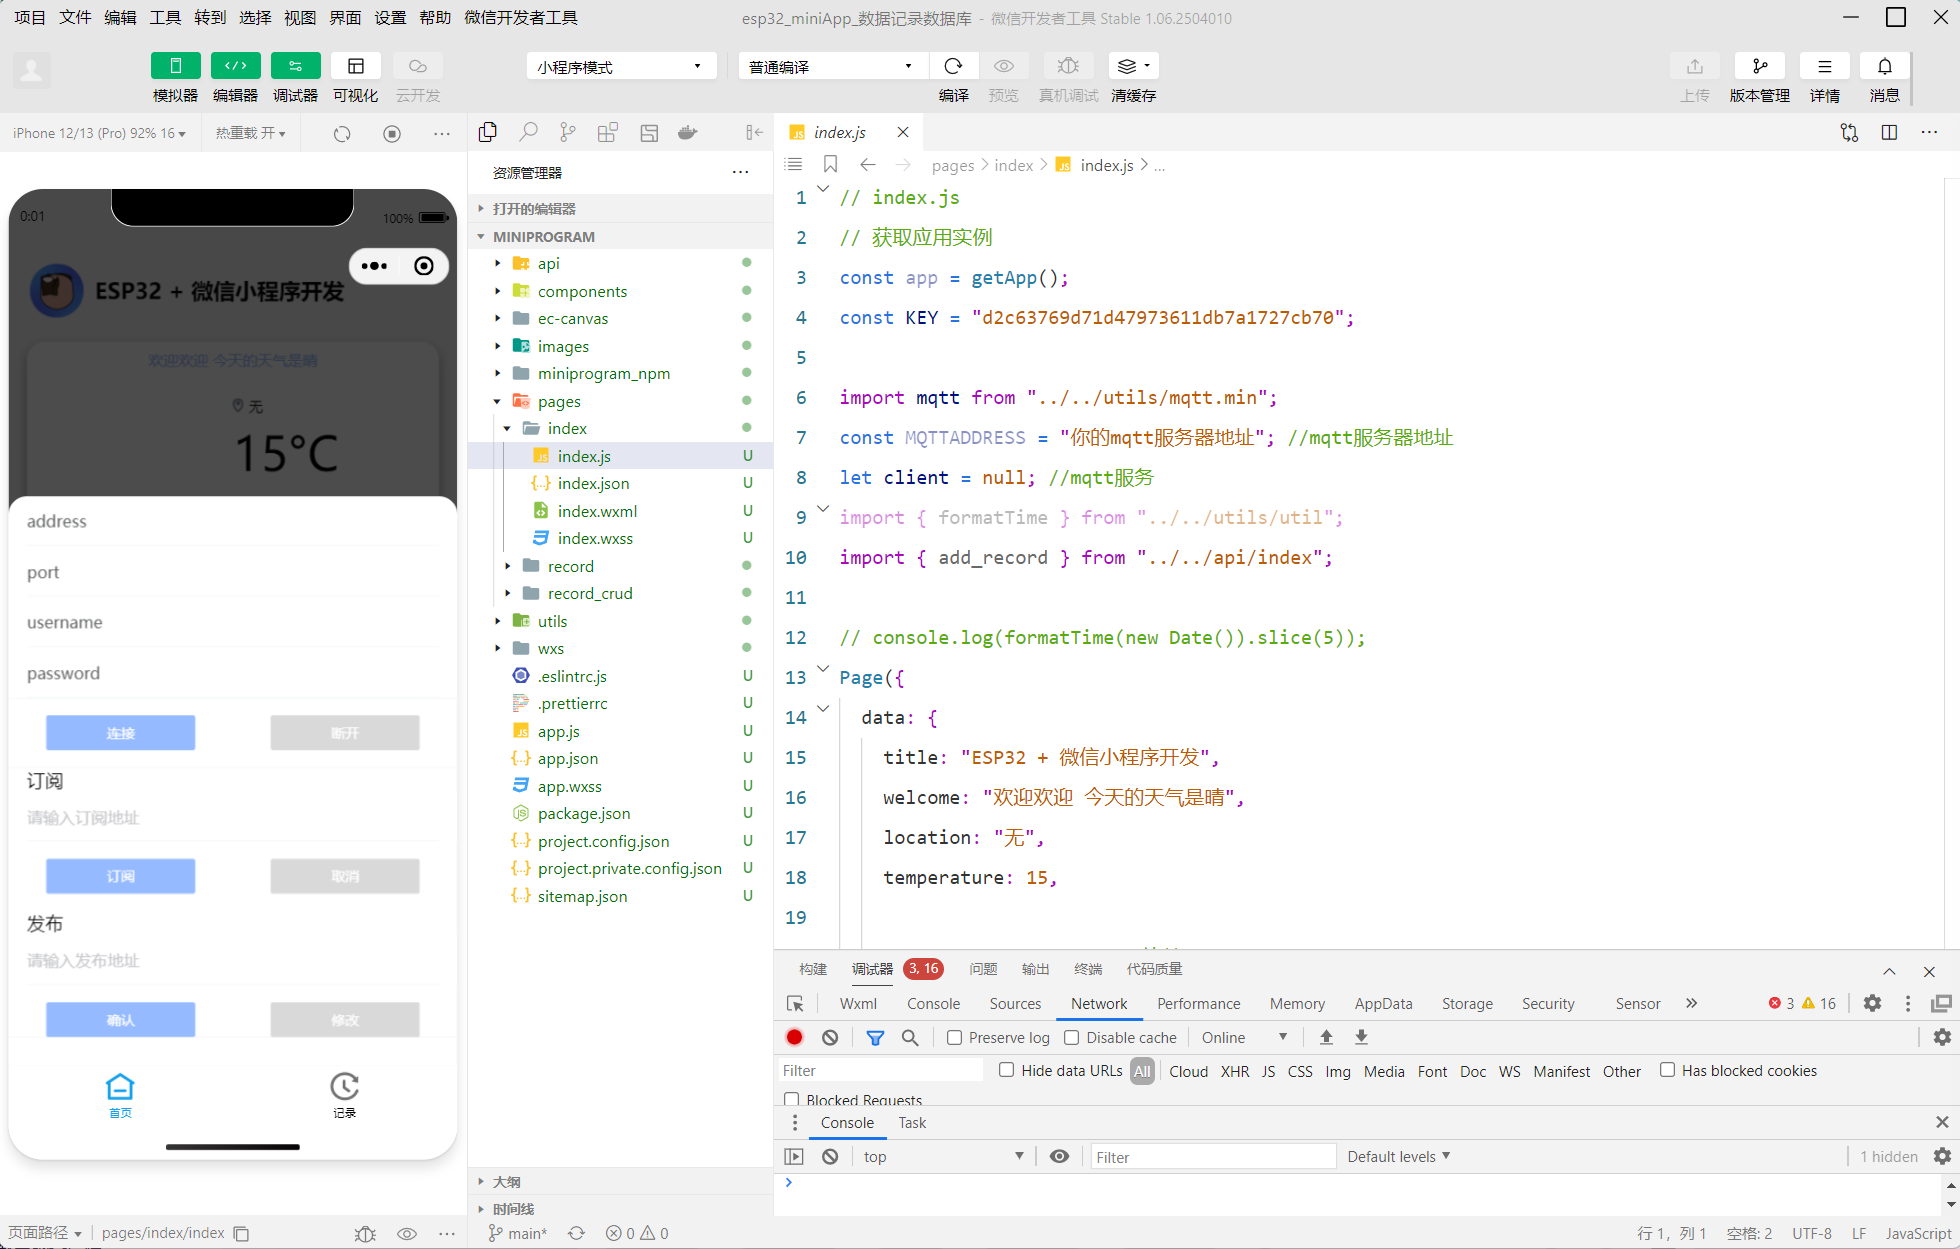 项目 文件 编辑 工具 转到 选择 视图 界面 设置 帮助 微信开发者工具
esp32_miniApp_数据记录数据库 - 微信开发者工具 Stable 1.06.2504010
模拟器 编辑器 调试器 可视化 云开发
小程序模式
普通编译
编译 预览 真机调试 清缓存
上传 版本管理 详情 消息
iPhone 12/13 (Pro) 92% 16
热重载 开
0:01
100%
ESP32 + 微信小程序开发
欢迎欢迎 今天的天气是晴
无
15°C
address
port
username
password
连接 断开
订阅
请输入订阅地址
订阅 取消
发布
请输入发布地址
确认 修改
首页 记录
页面路径 pages/index/index
资源管理器
打开的编辑器
MINIPROGRAM
api
components
ec-canvas
images
miniprogram_npm
pages
index
index.js U
index.json U
index.wxml U
index.wxss U
record
record_crud
utils
wxs
.eslintrc.js U
.prettierrc U
app.js U
app.json U
app.wxss U
package.json U
project.config.json U
project.private.config.json U
sitemap.json U
大纲
时间线
main* 0 0
index.js
pages > index > JS index.js > ...
1 // index.js
2 // 获取应用实例
3 const app = getApp();
4 const KEY = "d2c63769d71d47973611db7a1727cb70";
5
6 import mqtt from "../../utils/mqtt.min";
7 const MQTTADDRESS = "你的mqtt服务器地址"; //mqtt服务器地址
8 let client = null; //mqtt服务
9 import { formatTime } from "../../utils/util";
10 import { add_record } from "../../api/index";
11
12 // console.log(formatTime(new Date()).slice(5));
13 Page({
14 data: {
15 title: "ESP32 + 微信小程序开发",
16 welcome: "欢迎欢迎 今天的天气是晴",
17 location: "无",
18 temperature: 15,
19
构建 调试器 3, 16 问题 输出 终端 代码质量
Wxml Console Sources Network Performance Memory AppData Storage Security Sensor 3 16
Preserve log Disable cache Online
Filter Hide data URLs All Cloud XHR JS CSS Img Media Font Doc WS Manifest Other Has blocked cookies
Blocked Requests
Console Task
top Filter Default levels 1 hidden
行 1，列 1 空格: 2 UTF-8 LF JavaScript